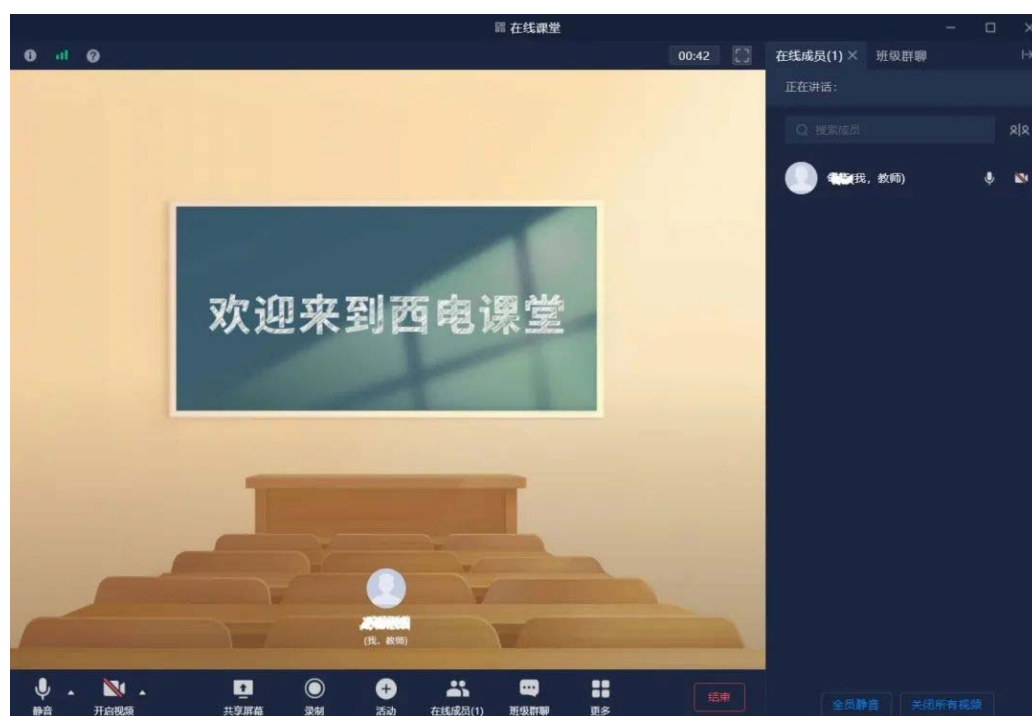 在线课堂
00:42
在线成员(1)
班级群聊
正在讲话:
搜索成员
(我，教师)
欢迎来到西电课堂
(我，教师)
静音
开启视频
共享屏幕
录制
活动
在线成员(1)
班级群聊
更多
结束
全员静音
关闭所有视频